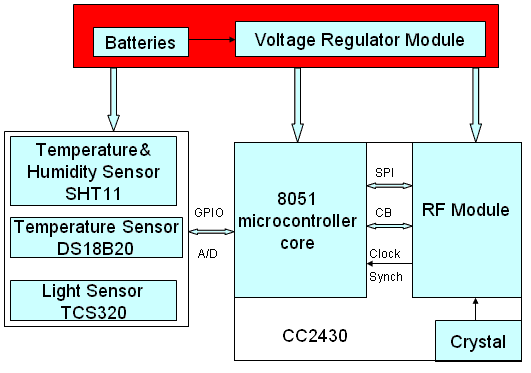 Batteries
Voltage Regulator Module
Temperature&
Humidity Sensor
SHT11
Temperature Sensor
DS18B20
Light Sensor
TCS320
GPIO
A/D
8051
microcontroller
core
SPI
CB
Clock
Synch
RF Module
CC2430
Crystal